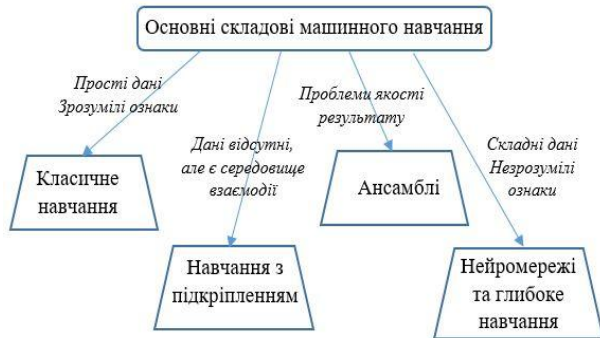 Основні складові машинного навчання
Прості дані
Зрозумілі ознаки
Проблеми якості
результату
Дані відсутні,
але є середовище
взаємодії
Складні дані
Незрозумілі
ознаки
Класичне
навчання
Ансамблі
Навчання з
підкріпленням
Нейромережі
та глибоке
навчання